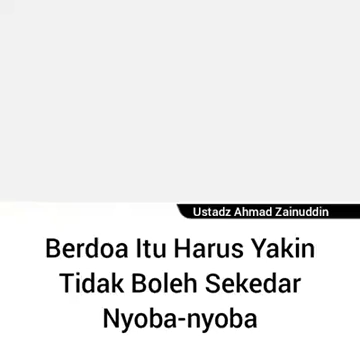 Ustadz Ahmad Zainuddin
Berdoa Itu Harus Yakin
Tidak Boleh Sekedar
Nyoba-nyoba